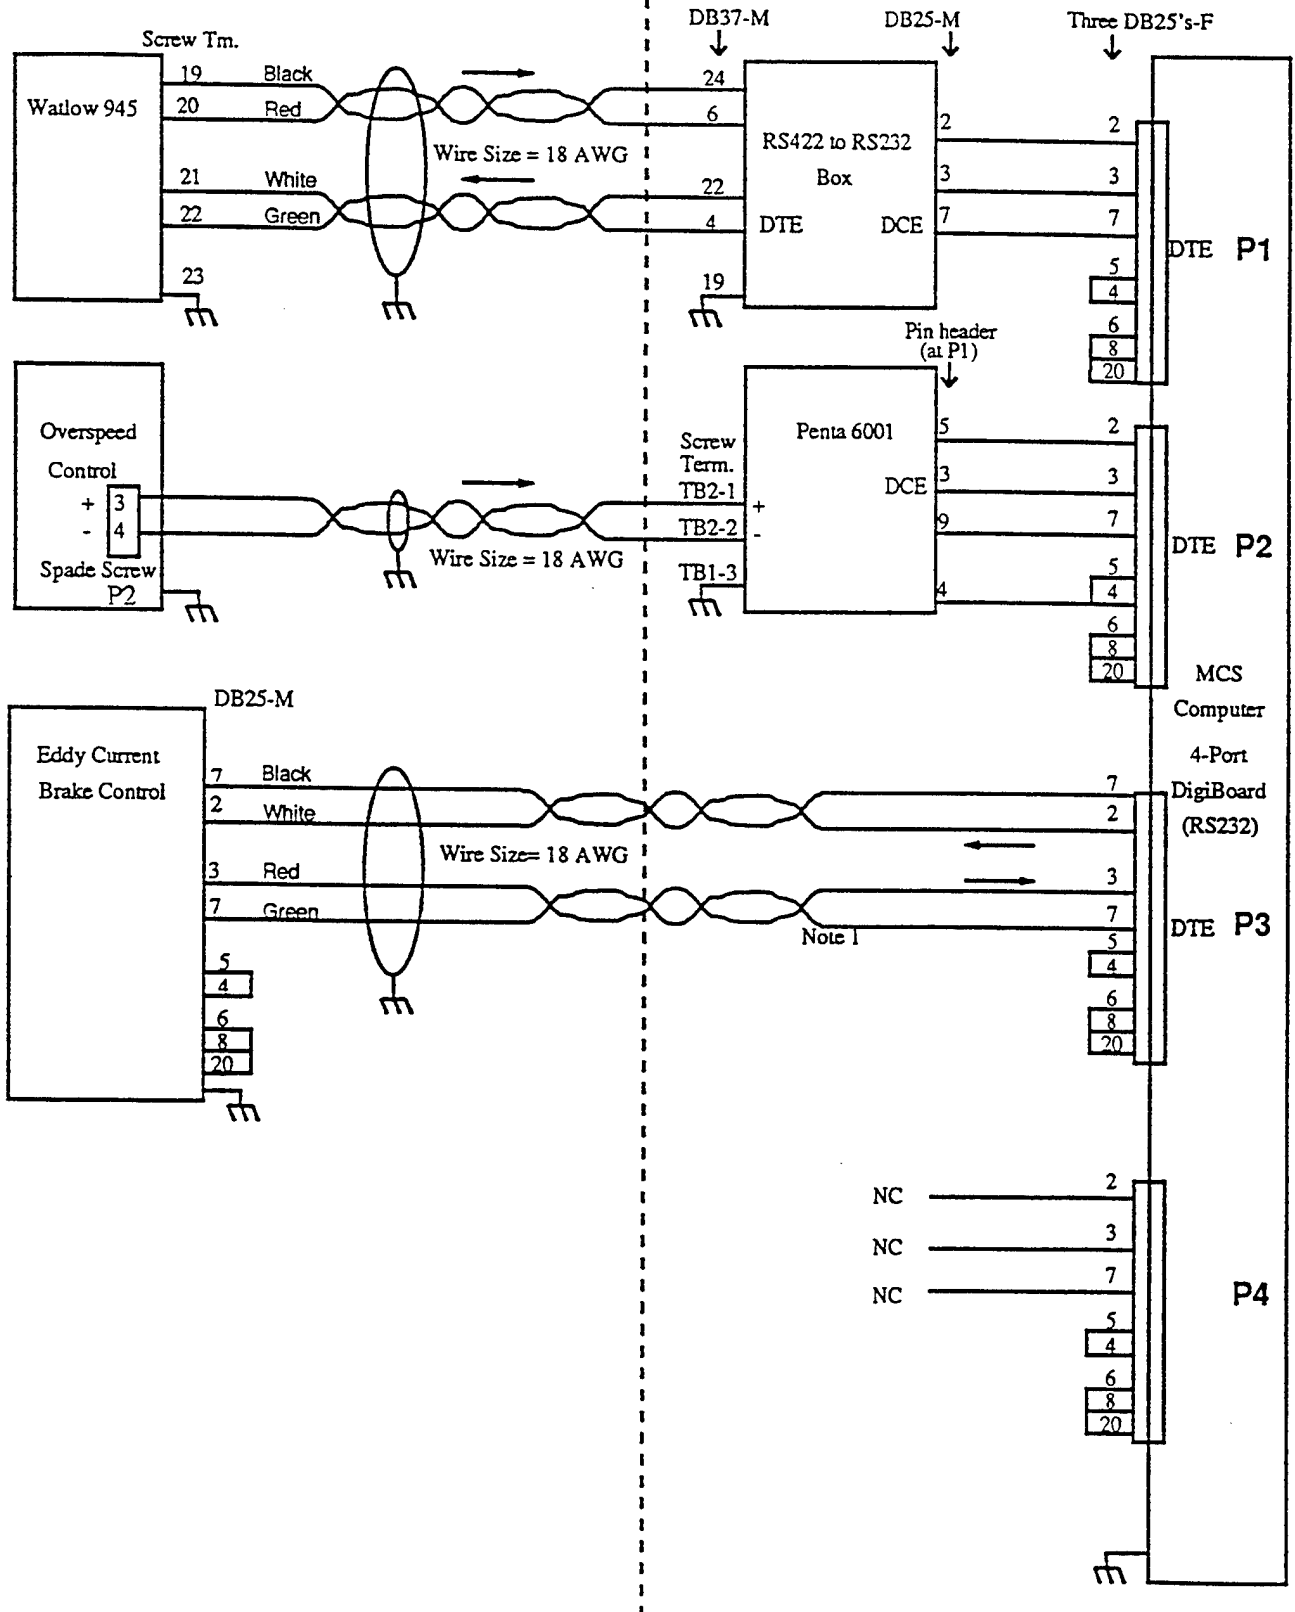 DB37-M
DB25-M
Three DB25's-F
Screw Tm.
Watlow 945
19
Black
20
Red
21
White
22
Green
23
Wire Size = 18 AWG
24
6
22
4
19
RS422 to RS232
Box
DTE
DCE
2
3
7
2
3
7
5
4
6
8
20
DTE
P1
Pin header
(at P1)
Overspeed
Control
+ 3
- 4
Spade Screw
P2
Wire Size = 18 AWG
Screw
Term.
TB2-1
TB2-2
TB1-3
+
-
Penta 6001
DCE
5
3
9
4
2
3
7
5
4
6
8
20
DTE
P2
MCS
Computer
4-Port
DigiBoard
(RS232)
DB25-M
Eddy Current
Brake Control
7
Black
2
White
3
Red
7
Green
5
4
6
8
20
Wire Size= 18 AWG
Note 1
7
2
3
7
5
4
6
8
20
DTE
P3
NC
2
NC
3
NC
7
5
4
6
8
20
P4